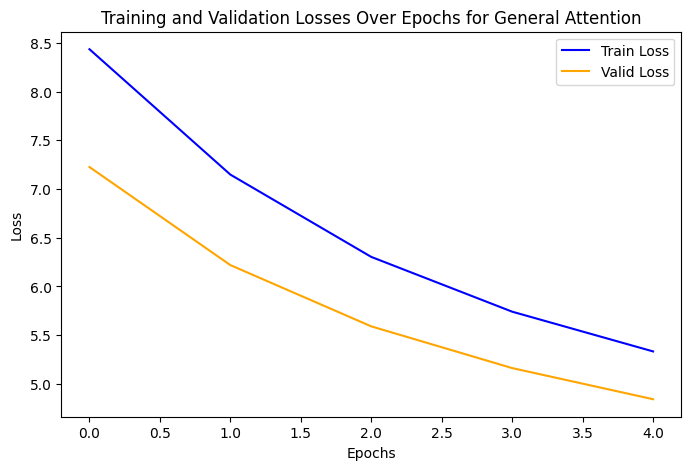 Training and Validation Losses Over Epochs for General Attention
8.5
8.0
7.5
7.0
6.5
6.0
5.5
5.0
Loss
Train Loss
Valid Loss
0.0 0.5 1.0 1.5 2.0 2.5 3.0 3.5 4.0
Epochs